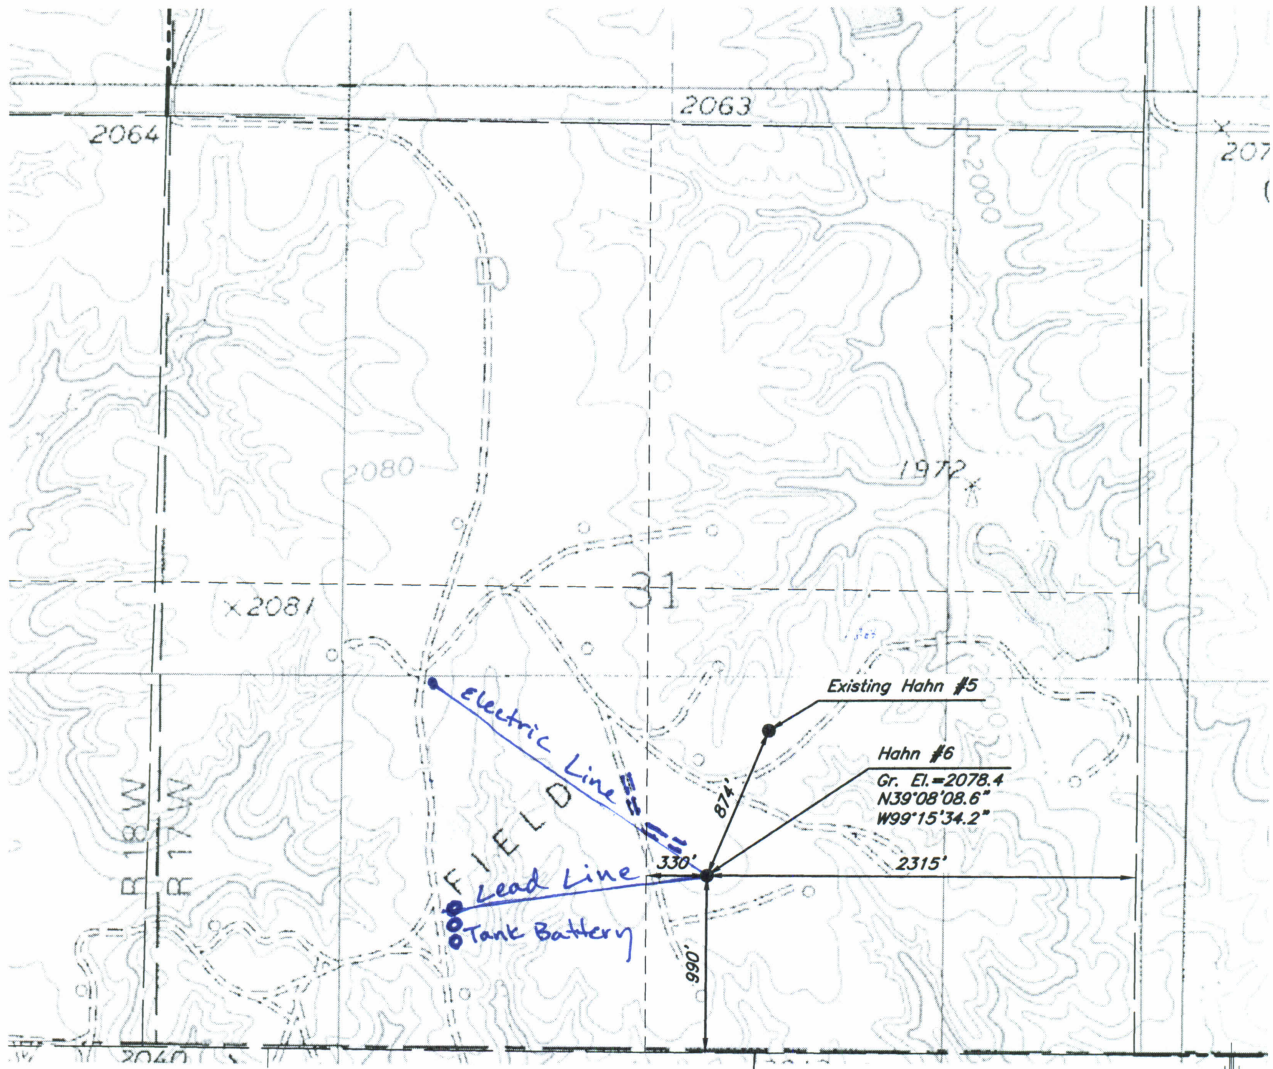 2063
2064
2000
207
2080
1972
31
×2081
Existing Hahn #5
Electric Line
Hahn #6
Gr. El.=2078.4
N39°08'08.6"
W99°15'34.2"
874'
R 18 W
R 17 W
FIELD
330'
2315'
Lead Line
Tank Battery
990'
2040